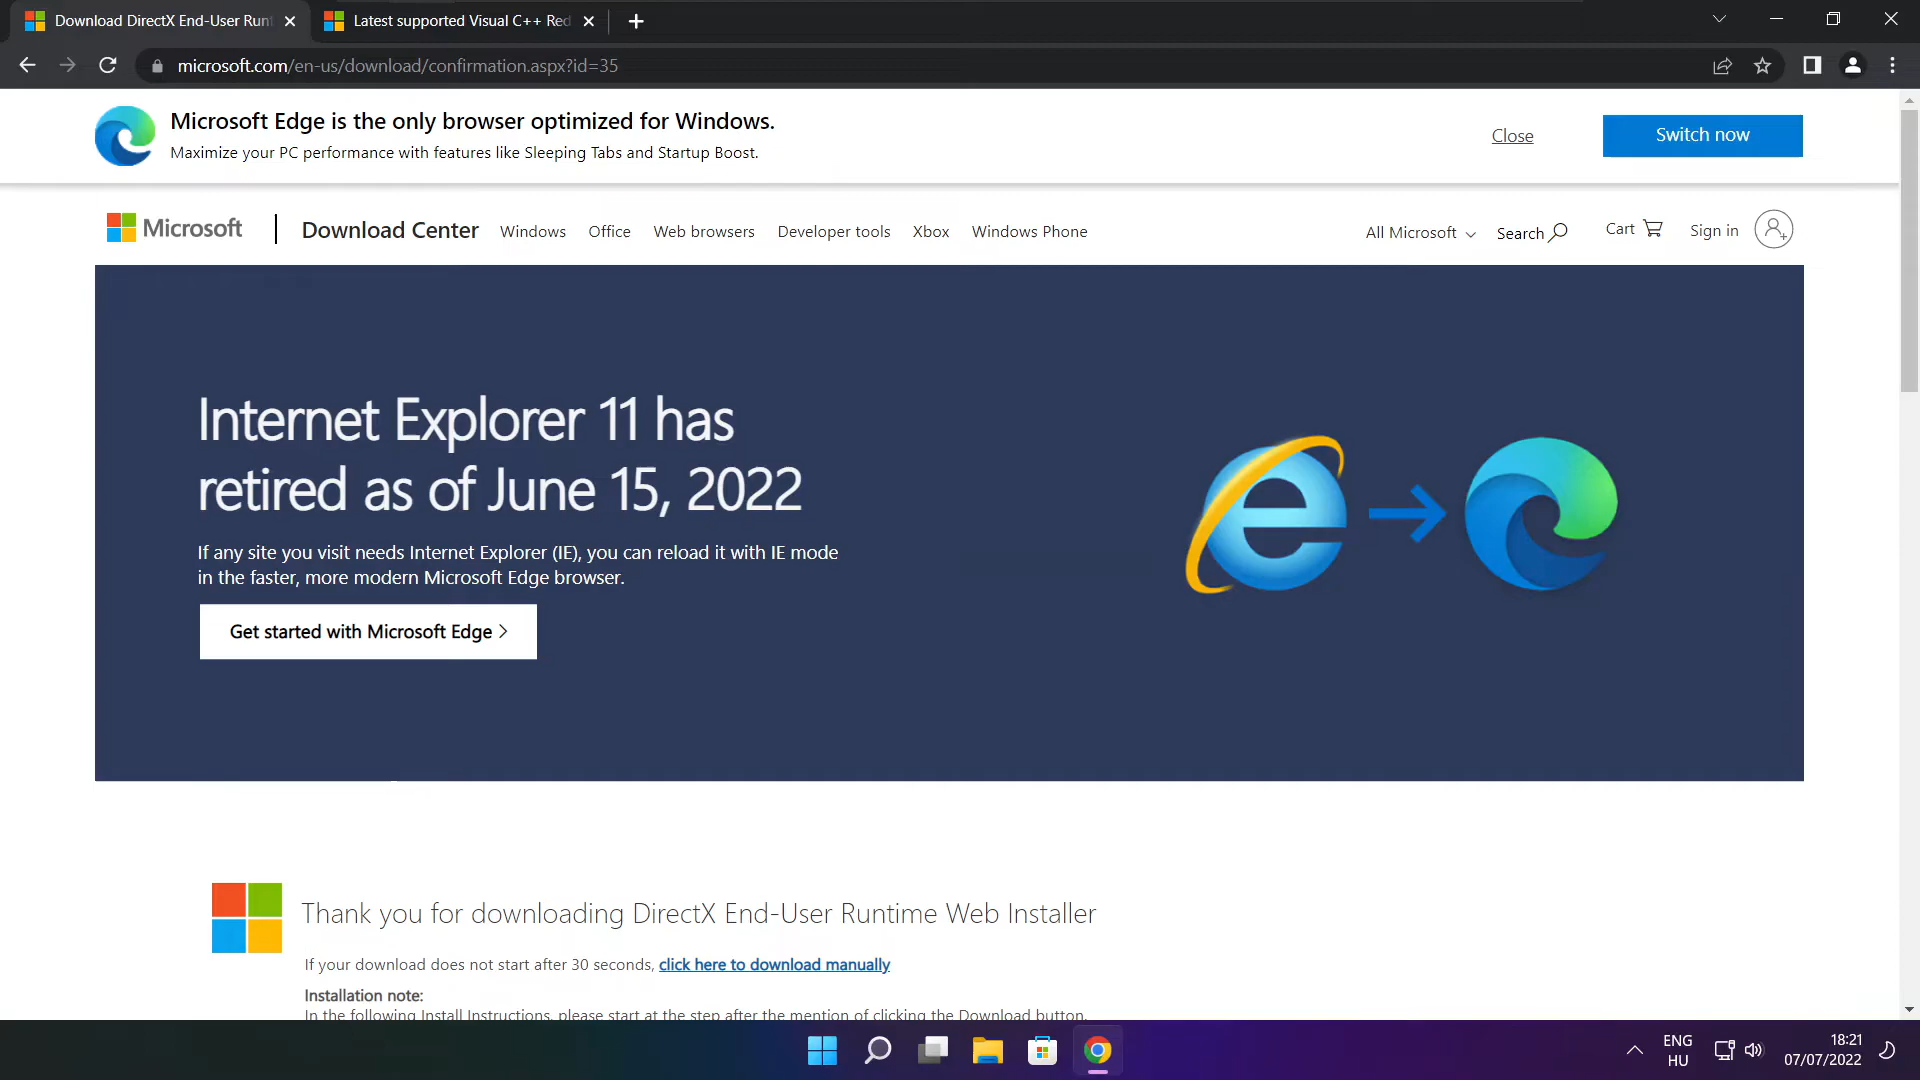 Download DirectX End-User Run
Latest supported Visual C++ Red
microsoft.com/en-us/download/confirmation.aspx?id=35
Microsoft Edge is the only browser optimized for Windows.
Maximize your PC performance with features like Sleeping Tabs and Startup Boost.
Close
Switch now
Microsoft
Download Center
Windows
Office
Web browsers
Developer tools
Xbox
Windows Phone
All Microsoft
Search
Cart
Sign in
Internet Explorer 11 has
retired as of June 15, 2022
If any site you visit needs Internet Explorer (IE), you can reload it with IE mode
in the faster, more modern Microsoft Edge browser.
Get started with Microsoft Edge >
Thank you for downloading DirectX End-User Runtime Web Installer
If your download does not start after 30 seconds, click here to download manually
Installation note:
In the following Install Instructions, please start at the step after the mention of clicking the Download button.
ENG
HU
18:21
07/07/2022